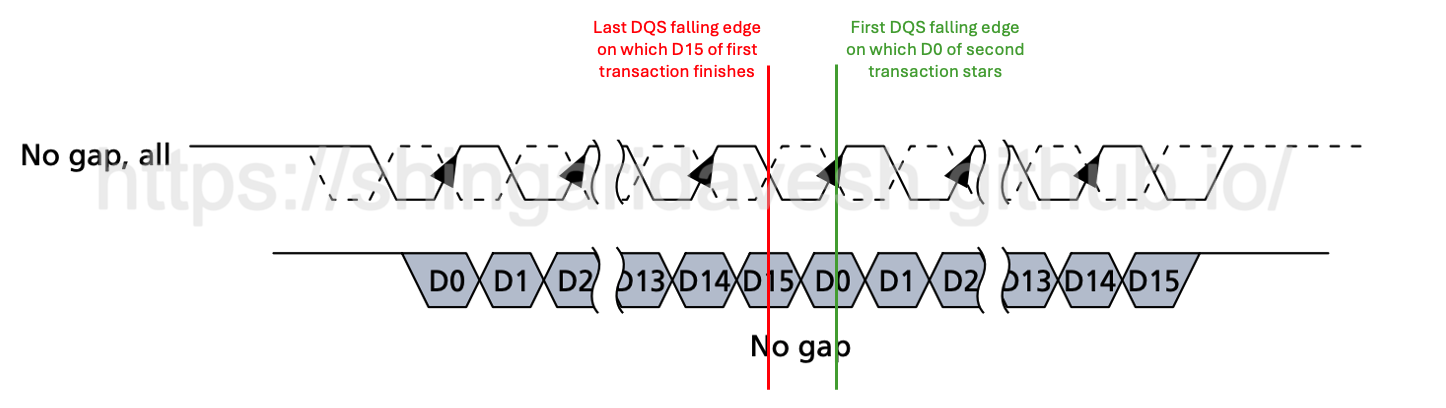 Last DQS falling edge
on which D15 of first
transaction finishes
First DQS falling edge
on which D0 of second
transaction stars
No gap, all
https://shingaridavesh.github.io/
D0 D1 D2 D13 D14 D15 D0 D1 D2 D13 D14 D15
No gap